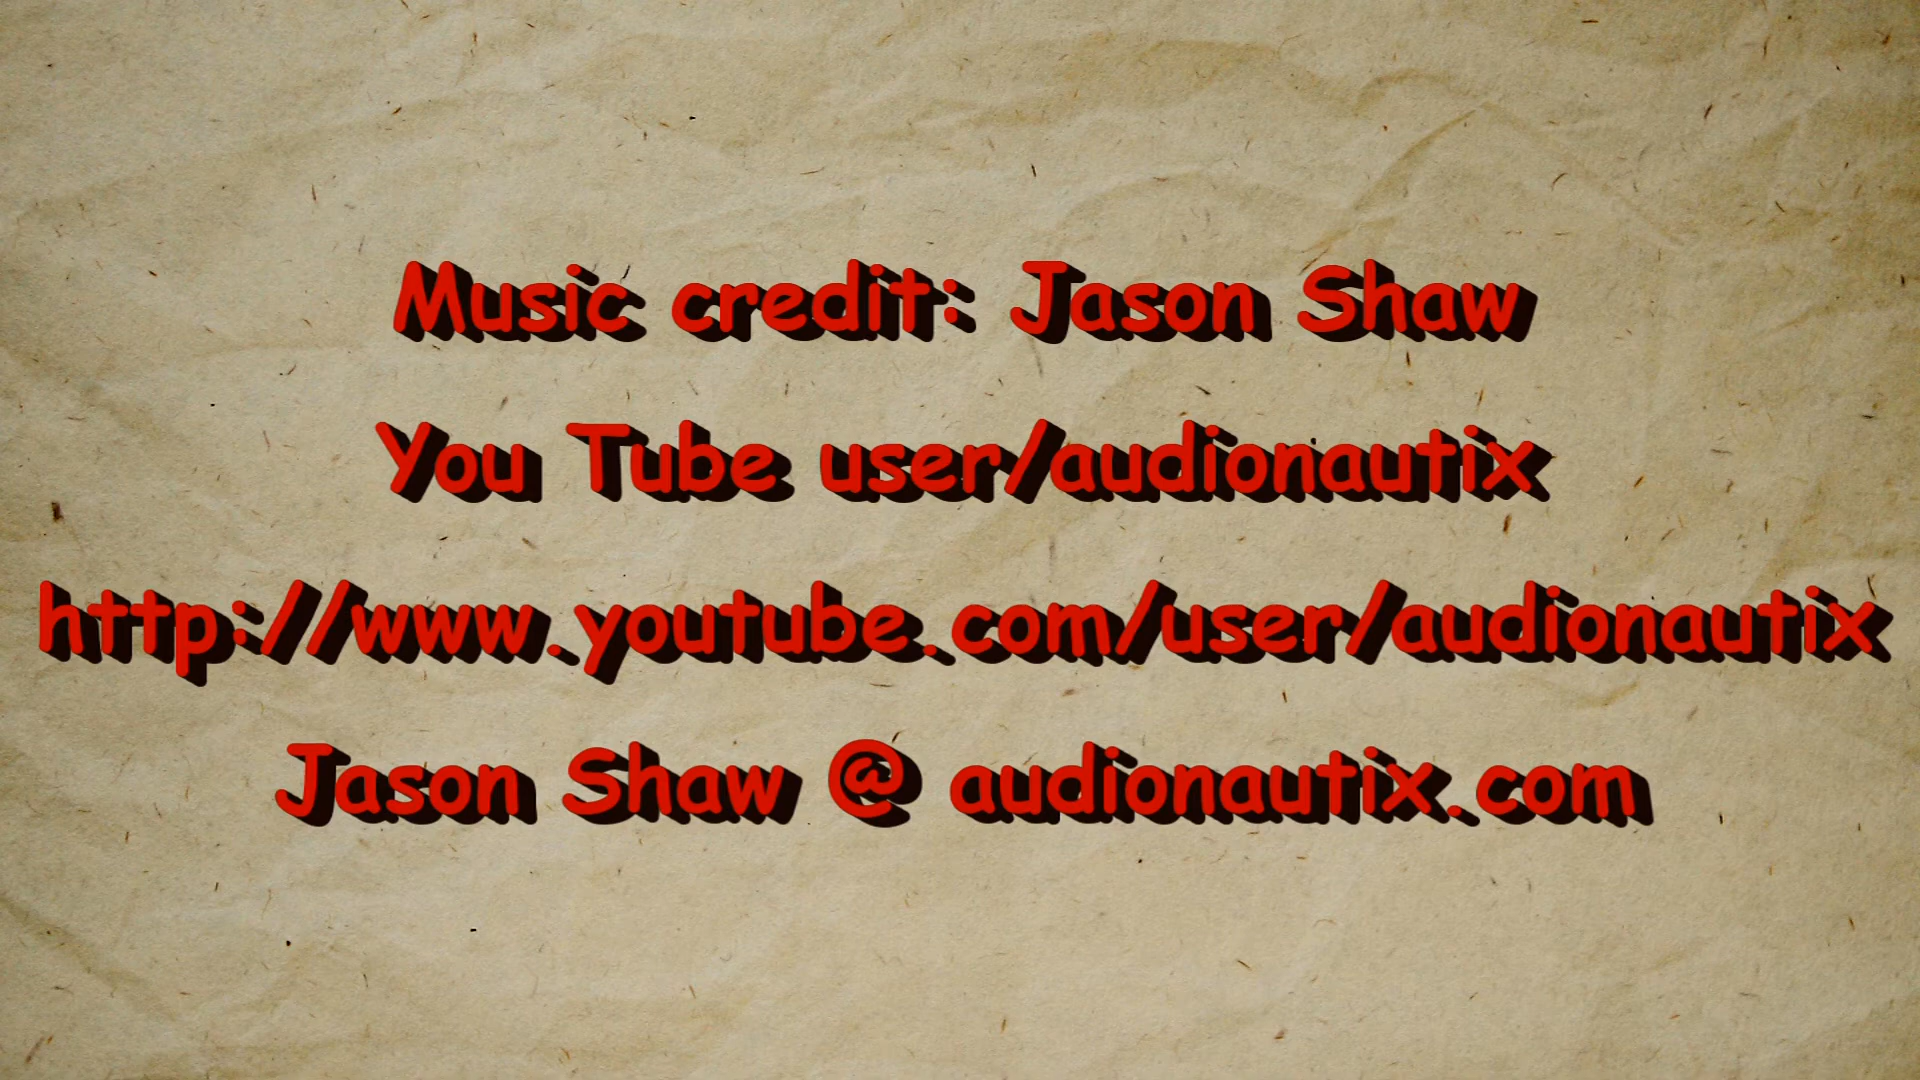 Music credit: Jason Shaw
You Tube user/audionautix
http://www.youtube.com/user/audionautix
Jason Shaw @ audionautix.com